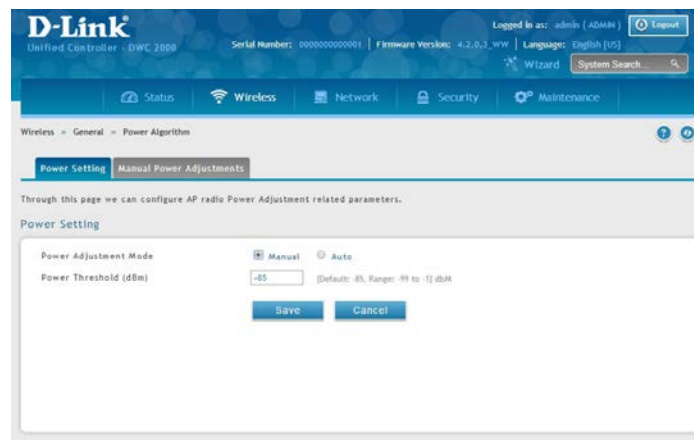 D-Link
Unified Controller - DWC 2000
Logged in as: admin ( ADMIN ) Logout
Serial Number: 0000000000001 | Firmware Version: 4.2.0.3_WW | Language: English [US]
Wizard System Search...
Status Wireless Network Security Maintenance
Wireless » General » Power Algorithm
Power Setting Manual Power Adjustments
Through this page we can configure AP radio Power Adjustment related parameters.
Power Setting
Power Adjustment Mode Manual Auto
Power Threshold (dBm) -85 [Default: -85, Range: -99 to -1] dbM
Save Cancel